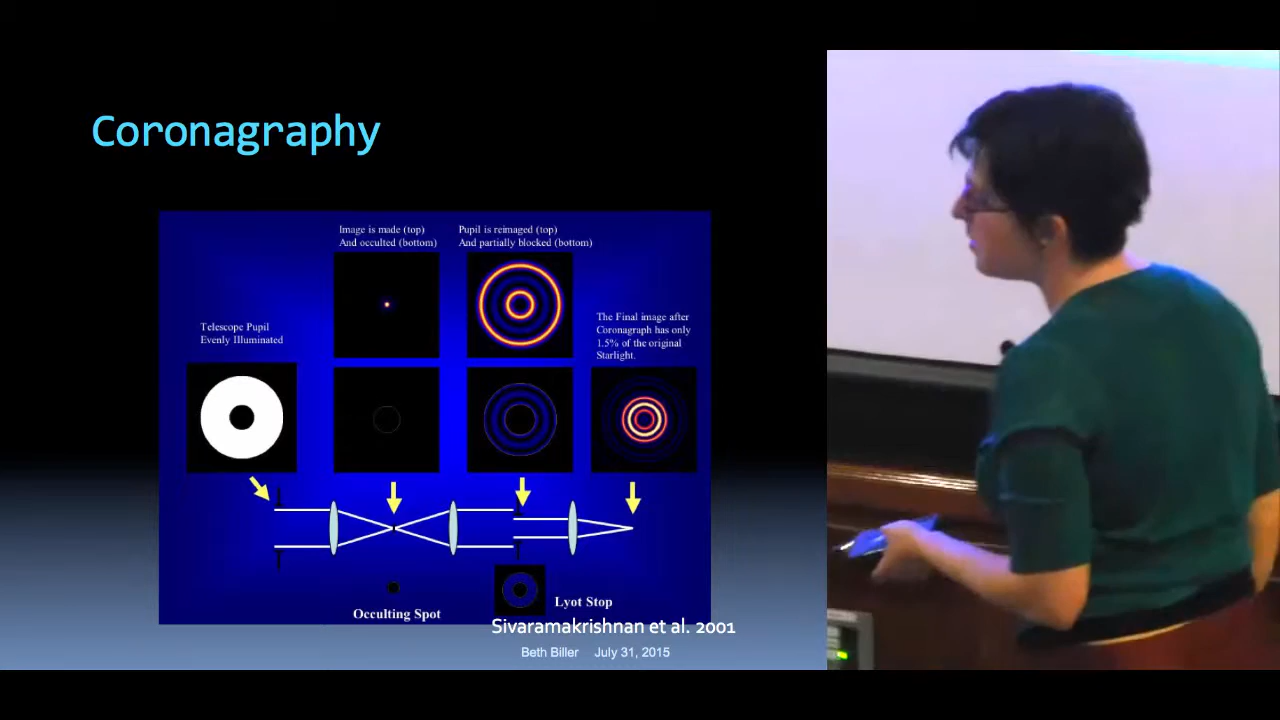 Coronagraphy
Image is made (top)
And occulted (bottom)
Pupil is reimaged (top)
And partially blocked (bottom)
Telescope Pupil
Evenly Illuminated
The Final image after
Coronagraph has only
1.5% of the original
Starlight.
Occulting Spot
Lyot Stop
Sivaramakrishnan et al. 2001
Beth Biller July 31, 2015